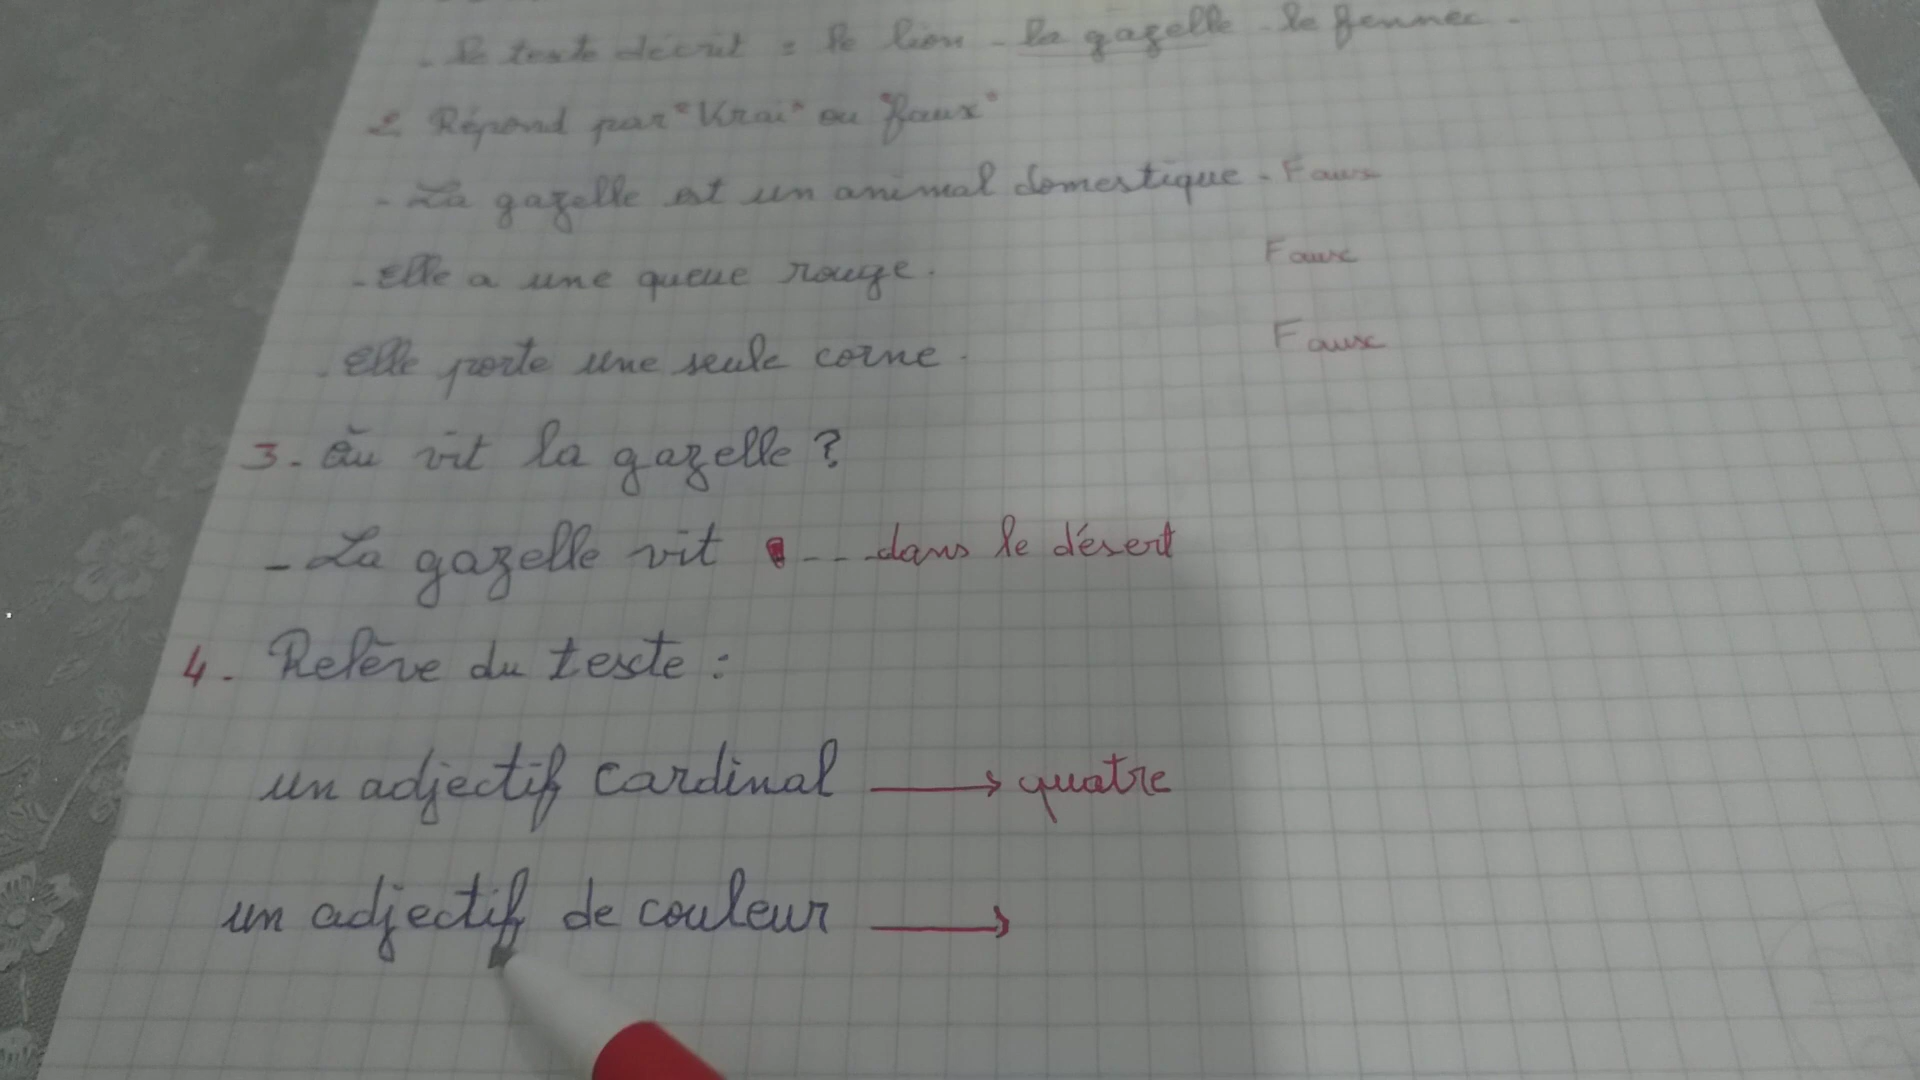 - le texte décrit : le lion - la gazelle - le fennec.
2. Répond par "Vrai" ou "faux"
- La gazelle est un animal domestique - Faux
- Elle a une queue rouge. Faux
. Elle porte une seule corne. Faux
3. Où vit la gazelle ?
- La gazelle vit ... dans le désert
4. Relève du texte :
un adjectif cardinal → quatre
un adjectif de couleur →